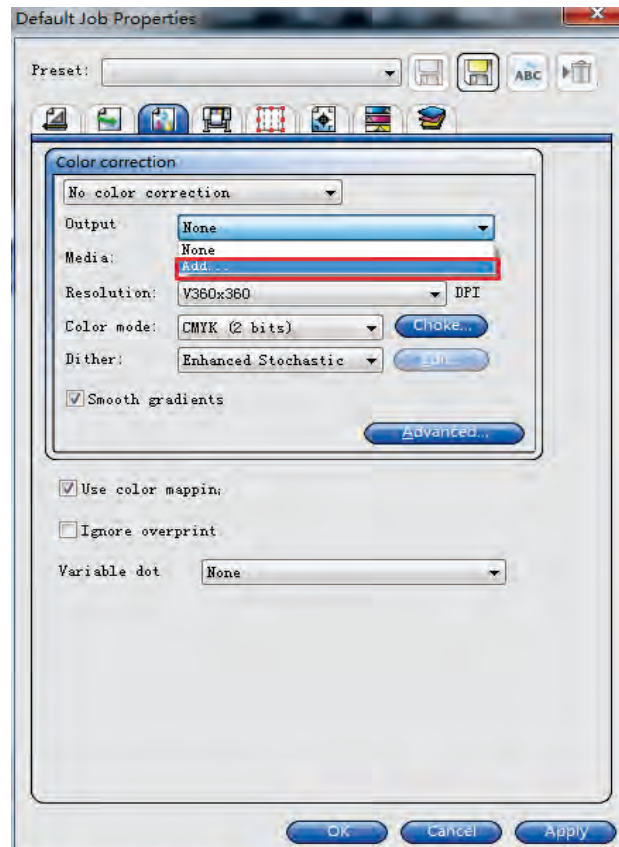 Default Job Properties
Preset:
ABC
Color correction
No color correction
Output None
None
Media:
Add...
Resolution: V360x360 DPI
Color mode: CMYK (2 bits) Choke...
Dither: Enhanced Stochastic
Smooth gradients
Advanced...
Use color mappin
Ignore overprint
Variable dot None
OK Cancel Apply